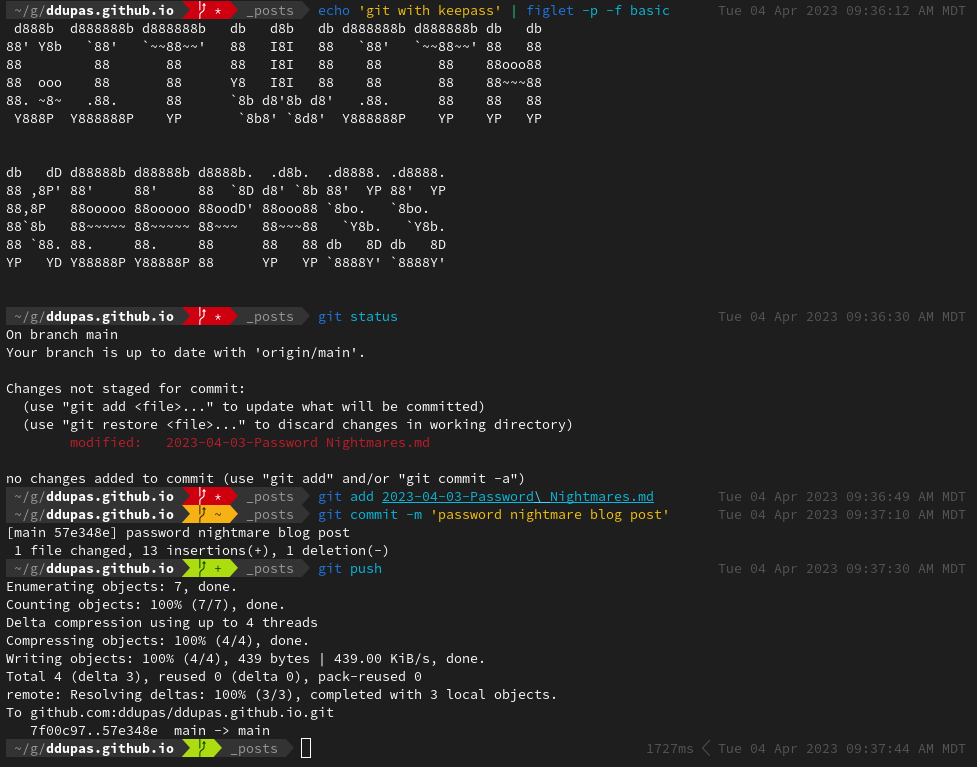 ~/g/ddupas.github.io * _posts echo 'git with keepass' | figlet -p -f basic Tue 04 Apr 2023 09:36:12 AM MDT
 d888b  d888888b d888888b   db   d8b   db d888888b d888888b db   db
88' Y8b   `88'   `~~88~~'   88   I8I   88   `88'   `~~88~~' 88   88
88         88       88      88   I8I   88    88       88    88ooo88
88  ooo    88       88      Y8   I8I   88    88       88    88~~~88
88. ~8~   .88.      88      `8b d8'8b d8'   .88.      88    88   88
 Y888P  Y888888P    YP       `8b8' `8d8'  Y888888P    YP    YP   YP
db   dD d88888b d88888b d8888b.  .d8b.  .d8888. .d8888.
88 ,8P' 88'     88'     88  `8D d8' `8b 88'  YP 88'  YP
88,8P   88ooooo 88ooooo 88oodD' 88ooo88 `8bo.   `8bo.
88`8b   88~~~~~ 88~~~~~ 88~~~   88~~~88   `Y8b.   `Y8b.
88 `88. 88.     88.     88      88   88 db   8D db   8D
YP   YD Y88888P Y88888P 88      YP   YP `8888Y' `8888Y'
~/g/ddupas.github.io * _posts git status Tue 04 Apr 2023 09:36:30 AM MDT
On branch main
Your branch is up to date with 'origin/main'.
Changes not staged for commit:
  (use "git add <file>..." to update what will be committed)
  (use "git restore <file>..." to discard changes in working directory)
        modified:   2023-04-03-Password Nightmares.md
no changes added to commit (use "git add" and/or "git commit -a")
~/g/ddupas.github.io * _posts git add 2023-04-03-Password\ Nightmares.md Tue 04 Apr 2023 09:36:49 AM MDT
~/g/ddupas.github.io ~ _posts git commit -m 'password nightmare blog post' Tue 04 Apr 2023 09:37:10 AM MDT
[main 57e348e] password nightmare blog post
 1 file changed, 13 insertions(+), 1 deletion(-)
~/g/ddupas.github.io + _posts git push Tue 04 Apr 2023 09:37:30 AM MDT
Enumerating objects: 7, done.
Counting objects: 100% (7/7), done.
Delta compression using up to 4 threads
Compressing objects: 100% (4/4), done.
Writing objects: 100% (4/4), 439 bytes | 439.00 KiB/s, done.
Total 4 (delta 3), reused 0 (delta 0), pack-reused 0
remote: Resolving deltas: 100% (3/3), completed with 3 local objects.
To github.com:ddupas/ddupas.github.io.git
   7f00c97..57e348e  main -> main
~/g/ddupas.github.io _posts 1727ms Tue 04 Apr 2023 09:37:44 AM MDT